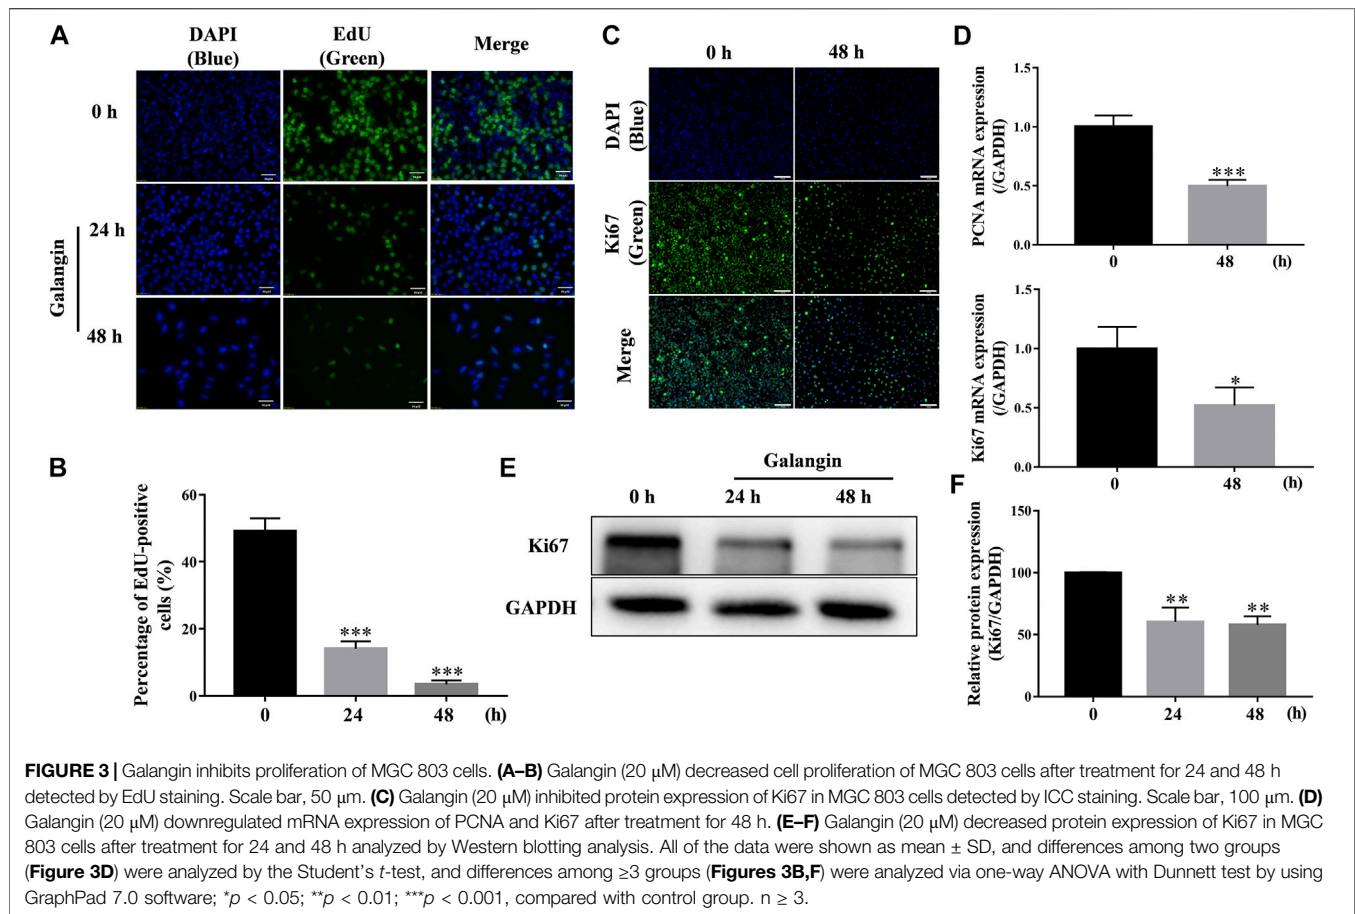 A
DAPI
(Blue)
EdU
(Green)
Merge
0 h
24 h
48 h
Galangin
C
0 h
48 h
DAPI
(Blue)
Ki67
(Green)
Merge
D
PCNA mRNA expression
(/GAPDH)
1.5
1.0
0.5
0.0
***
0
48
(h)
Ki67 mRNA expression
(/GAPDH)
1.5
1.0
0.5
0.0
*
0
48
(h)
B
Percentage of EdU-positive
cells (%)
60
40
20
0
***
***
0
24
48
(h)
E
Galangin
0 h
24 h
48 h
Ki67
GAPDH
F
Relative protein expression
(Ki67/GAPDH)
150
100
50
0
**
**
0
24
48
(h)
FIGURE 3 | Galangin inhibits proliferation of MGC 803 cells. (A–B) Galangin (20 μM) decreased cell proliferation of MGC 803 cells after treatment for 24 and 48 h
detected by EdU staining. Scale bar, 50 μm. (C) Galangin (20 μM) inhibited protein expression of Ki67 in MGC 803 cells detected by ICC staining. Scale bar, 100 μm. (D)
Galangin (20 μM) downregulated mRNA expression of PCNA and Ki67 after treatment for 48 h. (E–F) Galangin (20 μM) decreased protein expression of Ki67 in MGC
803 cells after treatment for 24 and 48 h analyzed by Western blotting analysis. All of the data were shown as mean ± SD, and differences among two groups
(Figure 3D) were analyzed by the Student's t-test, and differences among ≥3 groups (Figures 3B,F) were analyzed via one-way ANOVA with Dunnett test by using
GraphPad 7.0 software; *p < 0.05; **p < 0.01; ***p < 0.001, compared with control group. n ≥ 3.